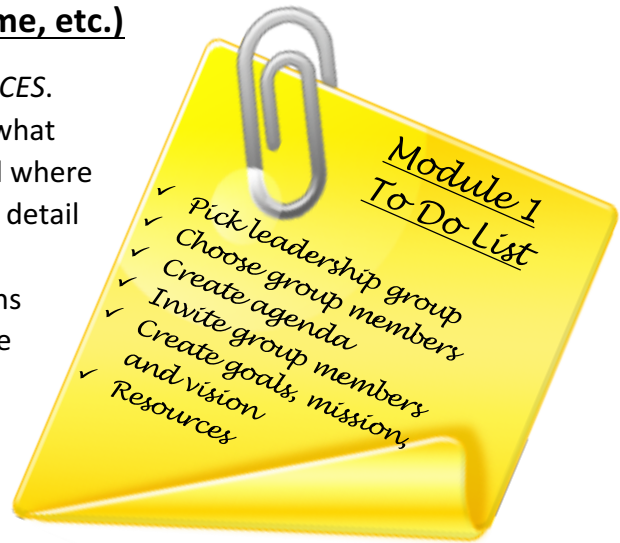 me, etc.)
CES.
what
where
detail
ns
e
Module 1
To Do List
✓ Pick leadership group
✓ Choose group members
✓ Create agenda
✓ Invite group members
✓ Create goals, mission,
and vision
✓ Resources